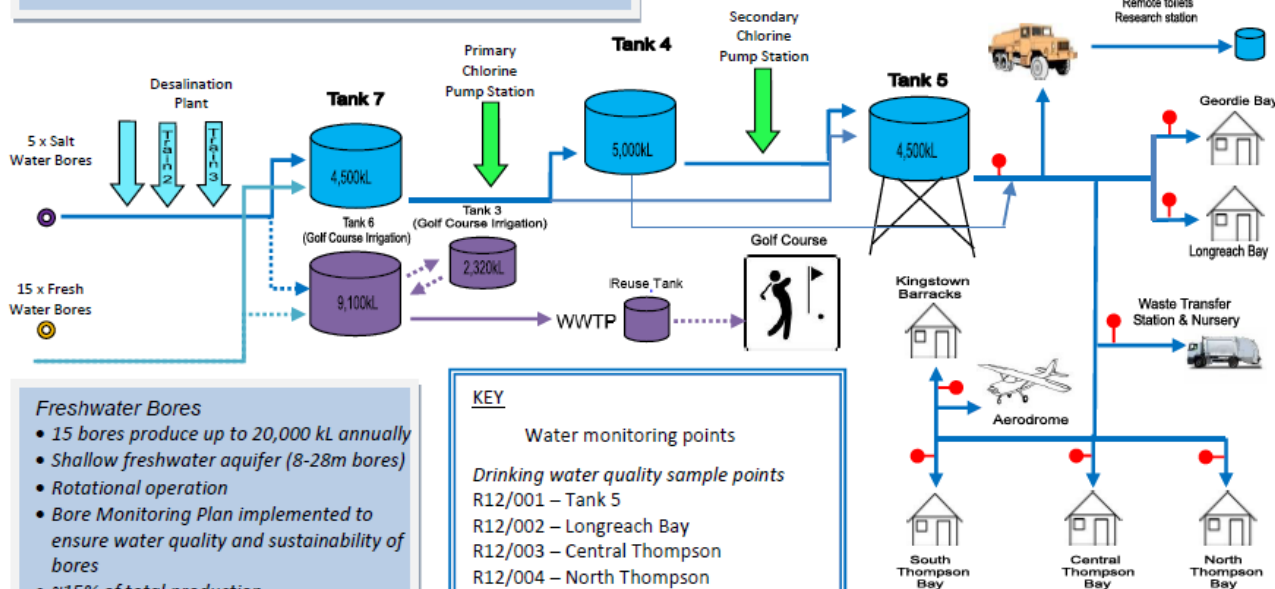 Remote toilets
Research station
Secondary
Chlorine
Pump Station
Tank 4
Primary
Chlorine
Pump Station
Desalination
Plant
Tank 7
Tank 5
5 x Salt
Water Bores
Train 2
Train 3
4,500kL
5,000kL
4,500kL
Geordie Bay
Longreach Bay
Tank 6
(Golf Course Irrigation)
Tank 3
(Golf Course Irrigation)
2,320kL
9,100kL
15 x Fresh
Water Bores
WWTP
Reuse Tank
Golf Course
Kingstown
Barracks
Aerodrome
Waste Transfer
Station & Nursery
South
Thompson
Bay
Central
Thompson
Bay
North
Thompson
Bay
Freshwater Bores
• 15 bores produce up to 20,000 kL annually
• Shallow freshwater aquifer (8-28m bores)
• Rotational operation
• Bore Monitoring Plan implemented to
ensure water quality and sustainability of
bores
• ≈15% of total production
KEY
Water monitoring points
Drinking water quality sample points
R12/001 – Tank 5
R12/002 – Longreach Bay
R12/003 – Central Thompson
R12/004 – North Thompson